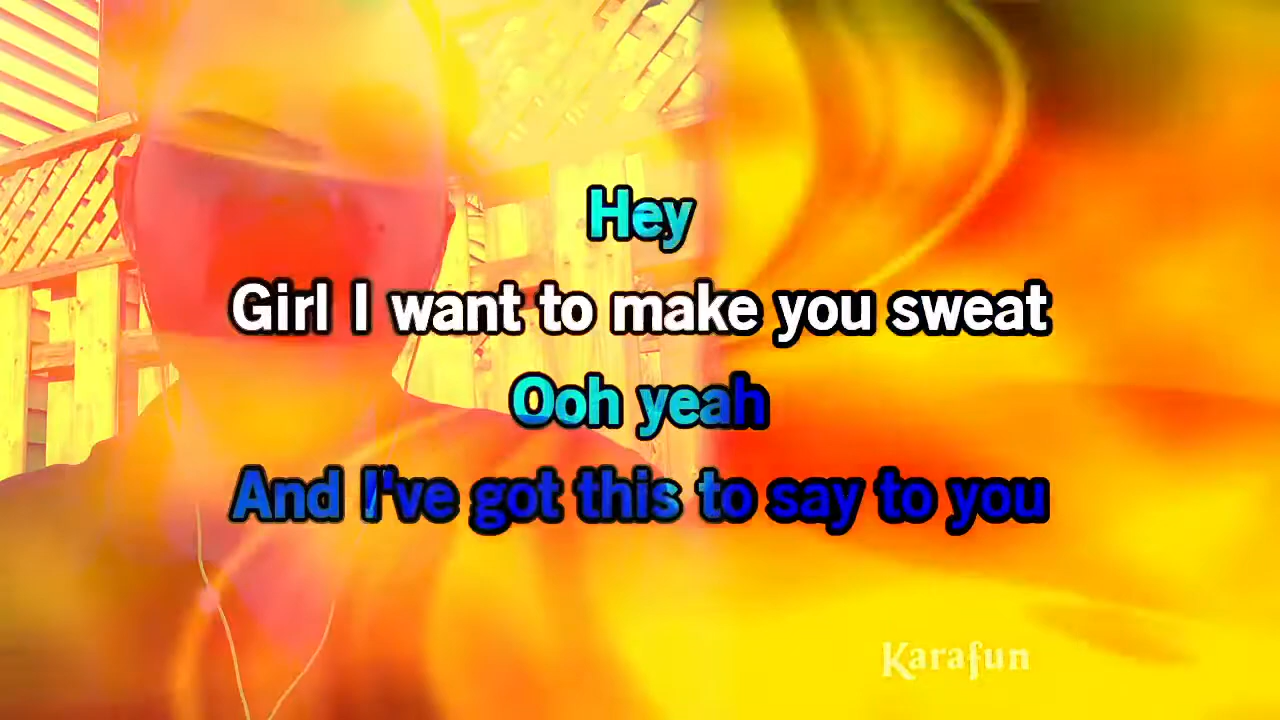 Hey
Girl I want to make you sweat
Ooh yeah
And I've got this to say to you
Karafun